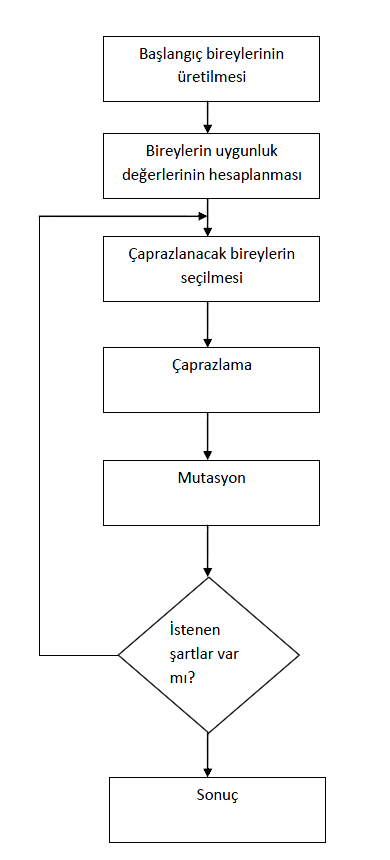 Başlangıç bireylerinin
üretilmesi
Bireylerin uygunluk
değerlerinin hesaplanması
Çaprazlanacak bireylerin
seçilmesi
Çaprazlama
Mutasyon
İstenen
şartlar var
mı?
Sonuç